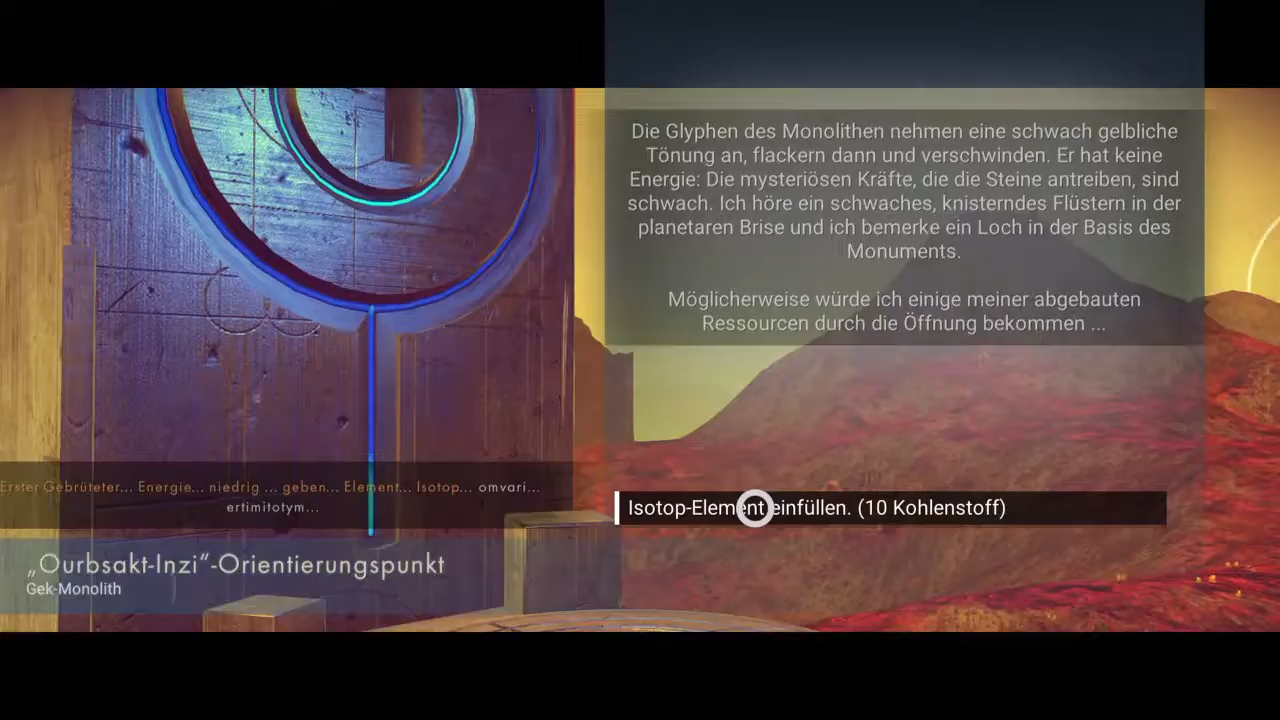 Die Glyphen des Monolithen nehmen eine schwach gelbliche
Tönung an, flackern dann und verschwinden. Er hat keine
Energie: Die mysteriösen Kräfte, die die Steine antreiben, sind
schwach. Ich höre ein schwaches, knisterndes Flüstern in der
planetaren Brise und ich bemerke ein Loch in der Basis des
Monuments.
Möglicherweise würde ich einige meiner abgebauten
Ressourcen durch die Öffnung bekommen ...
Erster Gebrüteter... Energie... niedrig ... geben... Element... Isotop... omvari...
ertimitotym...
Isotop-Element einfüllen. (10 Kohlenstoff)
„Ourbsakt-Inzi“-Orientierungspunkt
Gek-Monolith